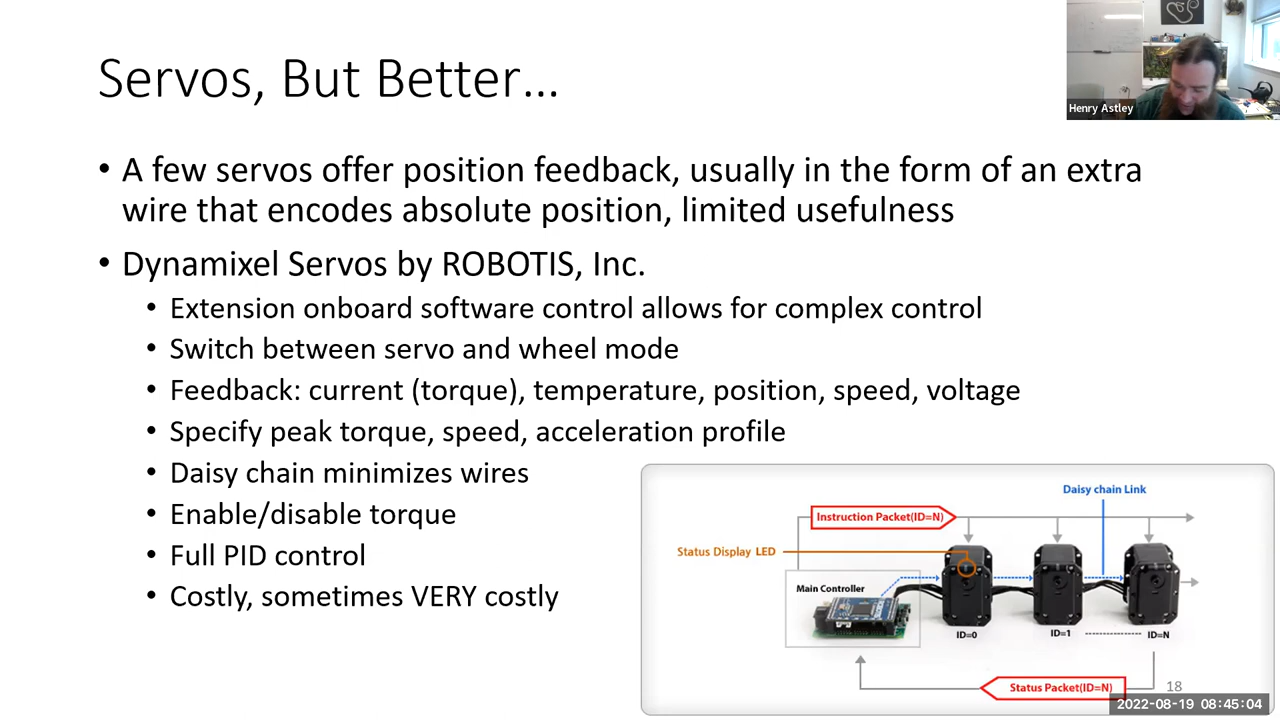 Servos, But Better…
Henry Astley
• A few servos offer position feedback, usually in the form of an extra
wire that encodes absolute position, limited usefulness
• Dynamixel Servos by ROBOTIS, Inc.
• Extension onboard software control allows for complex control
• Switch between servo and wheel mode
• Feedback: current (torque), temperature, position, speed, voltage
• Specify peak torque, speed, acceleration profile
• Daisy chain minimizes wires
• Enable/disable torque
• Full PID control
• Costly, sometimes VERY costly
Daisy chain Link
Instruction Packet(ID=N)
Status Display LED
Main Controller
ID=0
ID=1
ID=N
Status Packet(ID=N)
18
2022-08-19 08:45:04